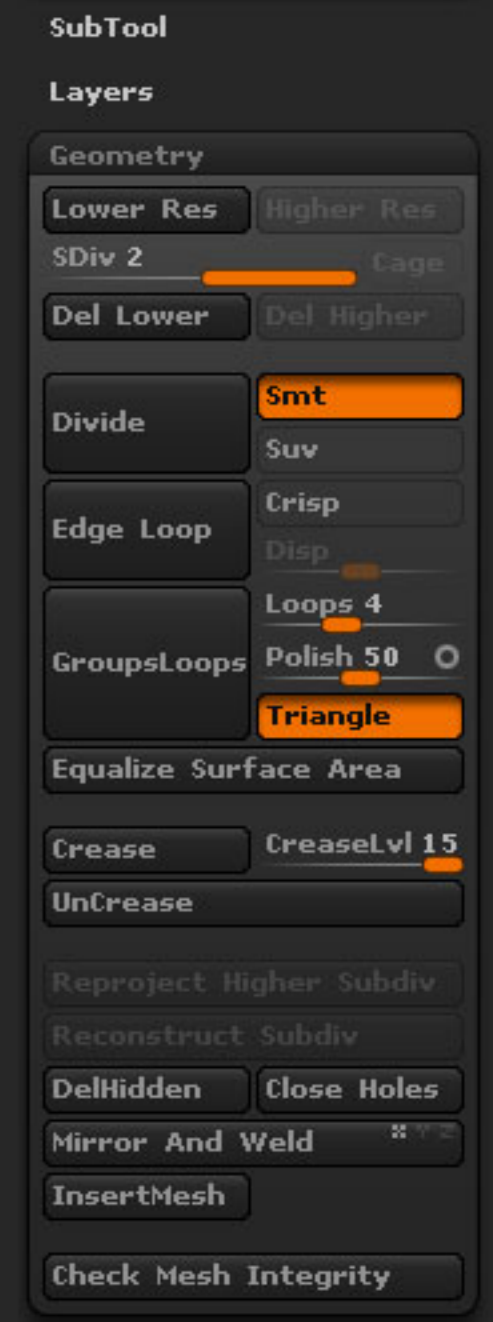 SubTool
Layers
Geometry
Lower Res Higher Res
SDiv 2 Cage
Del Lower Del Higher
Divide Smt
Suv
Edge Loop Crisp
Disp
GroupsLoops Loops 4
Polish 50
Triangle
Equalize Surface Area
Crease CreaseLvl 15
UnCrease
Reproject Higher Subdiv
Reconstruct Subdiv
DelHidden Close Holes
Mirror And Weld X Y Z
InsertMesh
Check Mesh Integrity